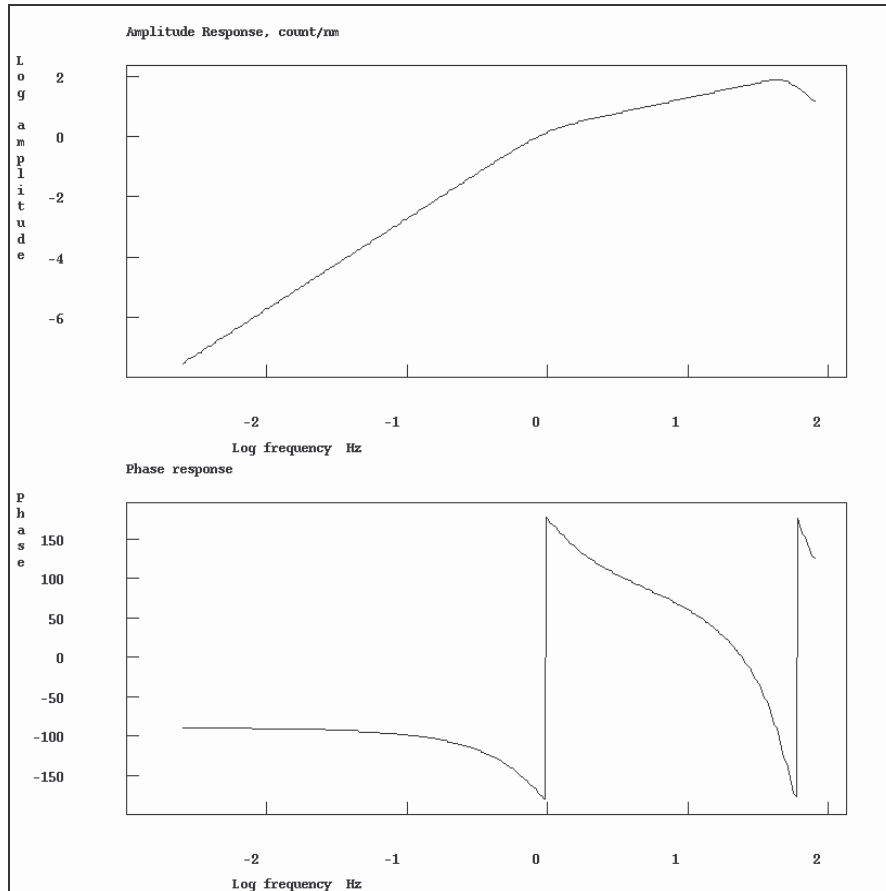 Amplitude Response, count/nm
Log amplitude
2
0
-2
-4
-6
-2 -1 0 1 2
Log frequency Hz
Phase response
Phase
150
100
50
0
-50
-100
-150
-2 -1 0 1 2
Log frequency Hz